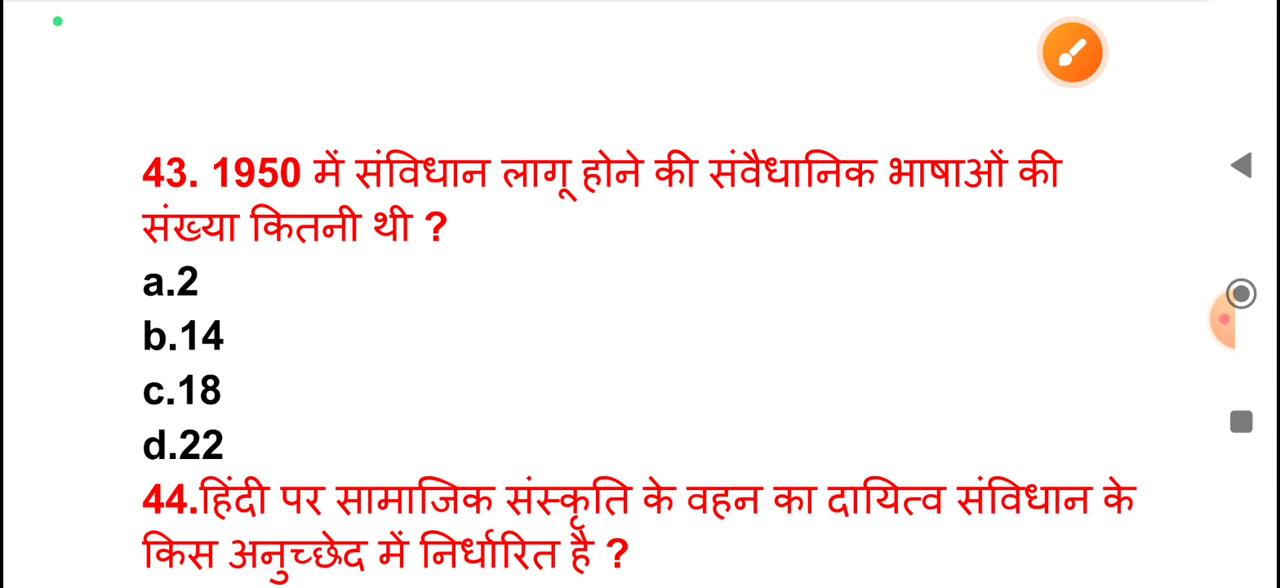 43. 1950 में संविधान लागू होने की संवैधानिक भाषाओं की
संख्या कितनी थी ?
a.2
b.14
c.18
d.22
44.हिंदी पर सामाजिक संस्कृति के वहन का दायित्व संविधान के
किस अनुच्छेद में निर्धारित है ?